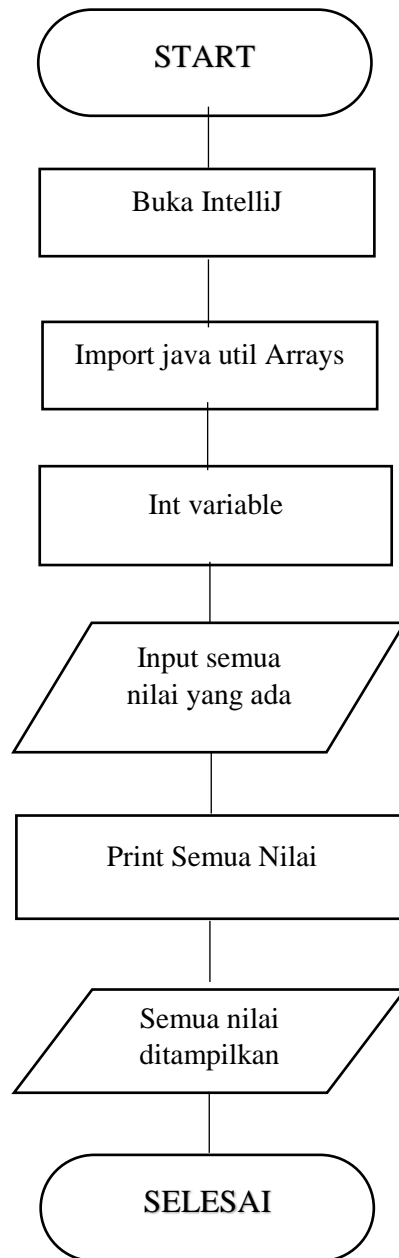 START
Buka IntelliJ
Import java util Arrays
Int variable
Input semua
nilai yang ada
Print Semua Nilai
Semua nilai
ditampilkan
SELESAI